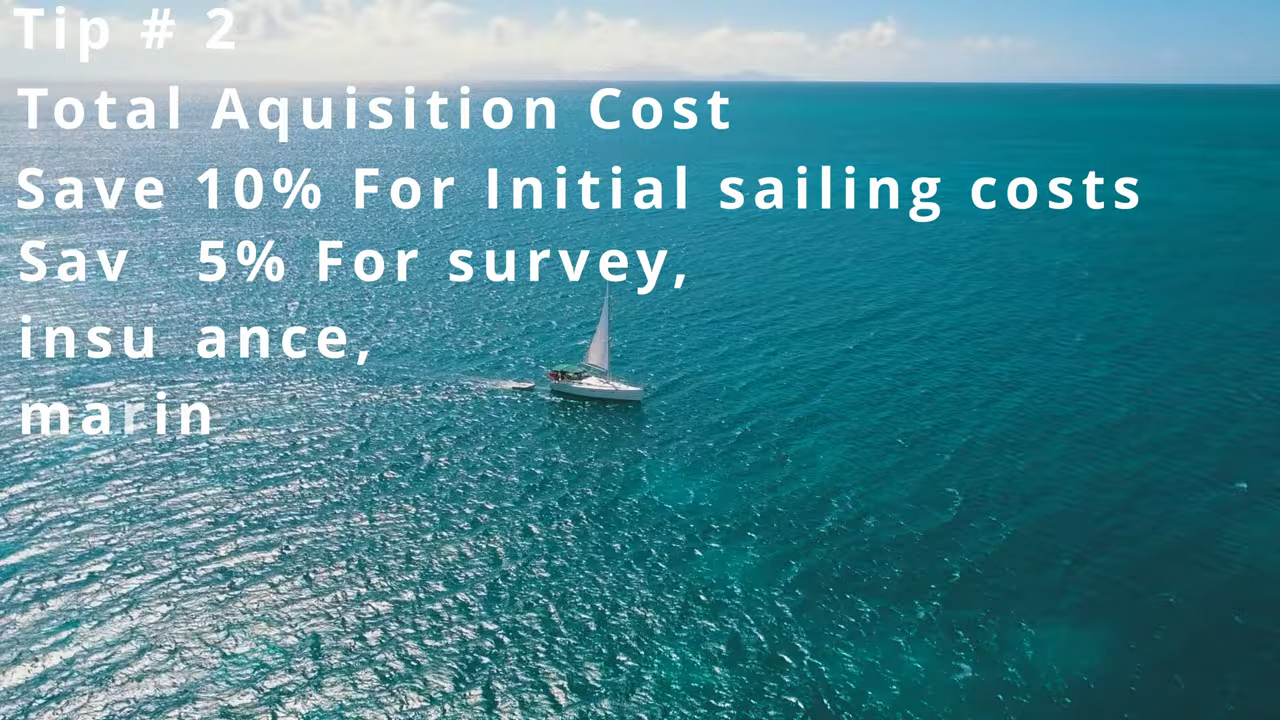 Tip # 2
Total Aquisition Cost
Save 10% For Initial sailing costs
Sav 5% For survey,
insu ance,
marin